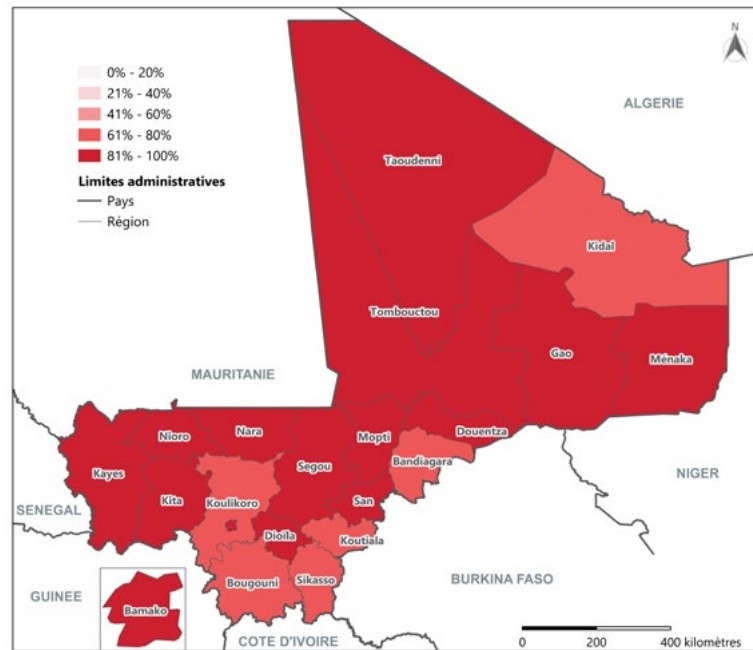 N
0% - 20%
21% - 40%
41% - 60%
61% - 80%
81% - 100%
Limites administratives
Pays
Région
ALGERIE
Taoudenni
Kidal
Tombouctou
Gao
Ménaka
MAURITANIE
Nioro
Nara
Mopti
Douentza
Kayes
Segou
Bandiagara
NIGER
Kita
Koulikoro
San
SENEGAL
Dioïla
Koutiala
Bougouni
Sikasso
BURKINA FASO
GUINEE
Bamako
COTE D'IVOIRE
0 200 400 kilomètres